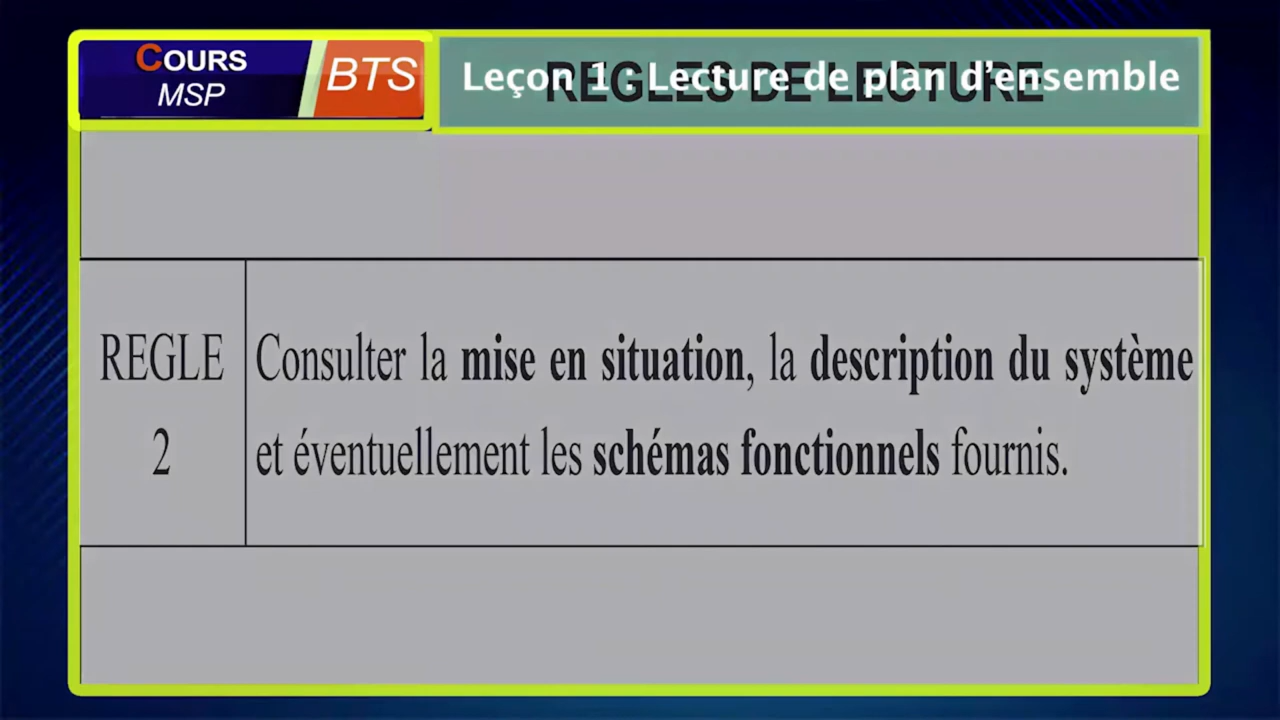 COURS
MSP
BTS
Leçon 1 : Lecture de plan d'ensemble
REGLES DE LECTURE
REGLE
2
Consulter la mise en situation, la description du système
et éventuellement les schémas fonctionnels fournis.